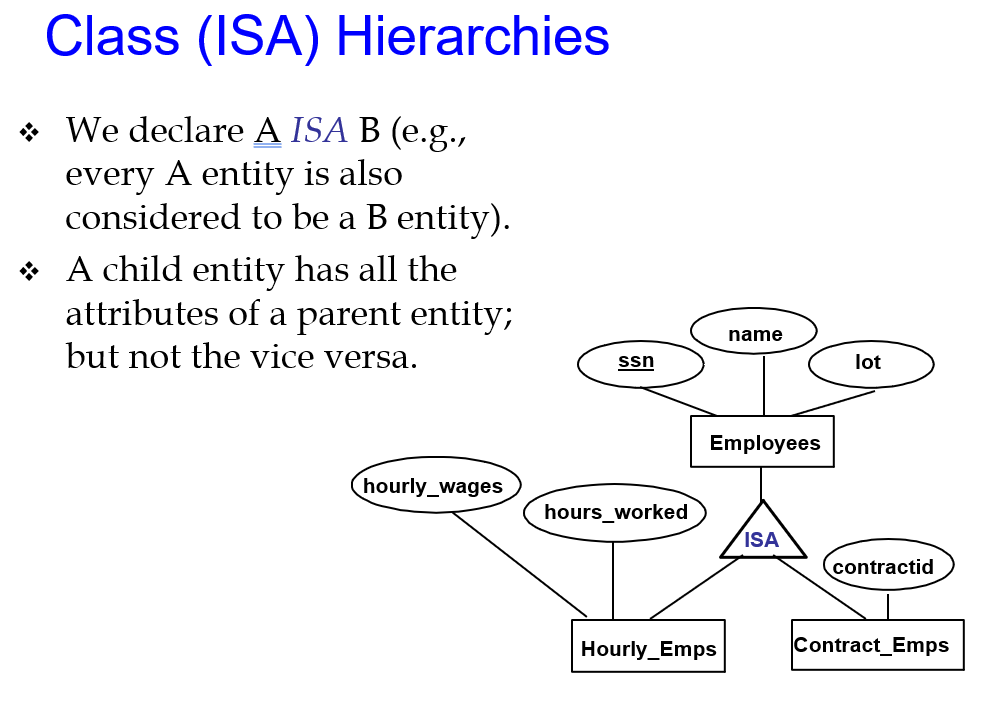 Class (ISA) Hierarchies
❖ We declare A ISA B (e.g.,
every A entity is also
considered to be a B entity).
❖ A child entity has all the
attributes of a parent entity;
but not the vice versa.
name
ssn
lot
Employees
hourly_wages
hours_worked
ISA
contractid
Hourly_Emps
Contract_Emps